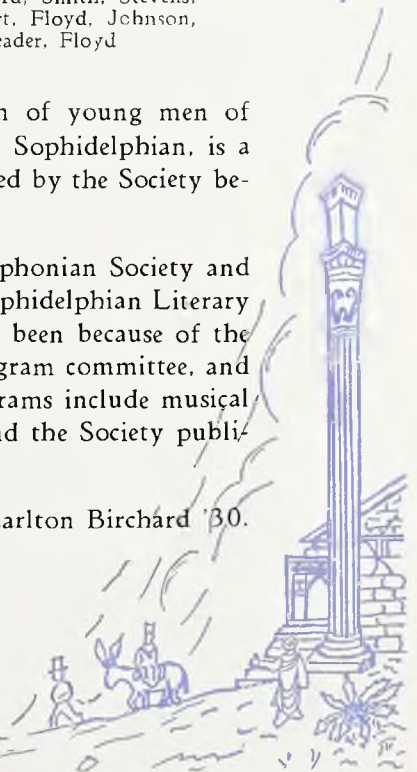 Smith, Stevens,
rt, Floyd, Johnson,
eader, Floyd
n of young men of
Sophidelphian, is a
ed by the Society be-
phonian Society and
phidelphian Literary
been because of the
gram committee, and
rams include musical
nd the Society publi-
arlton Birchard '30.